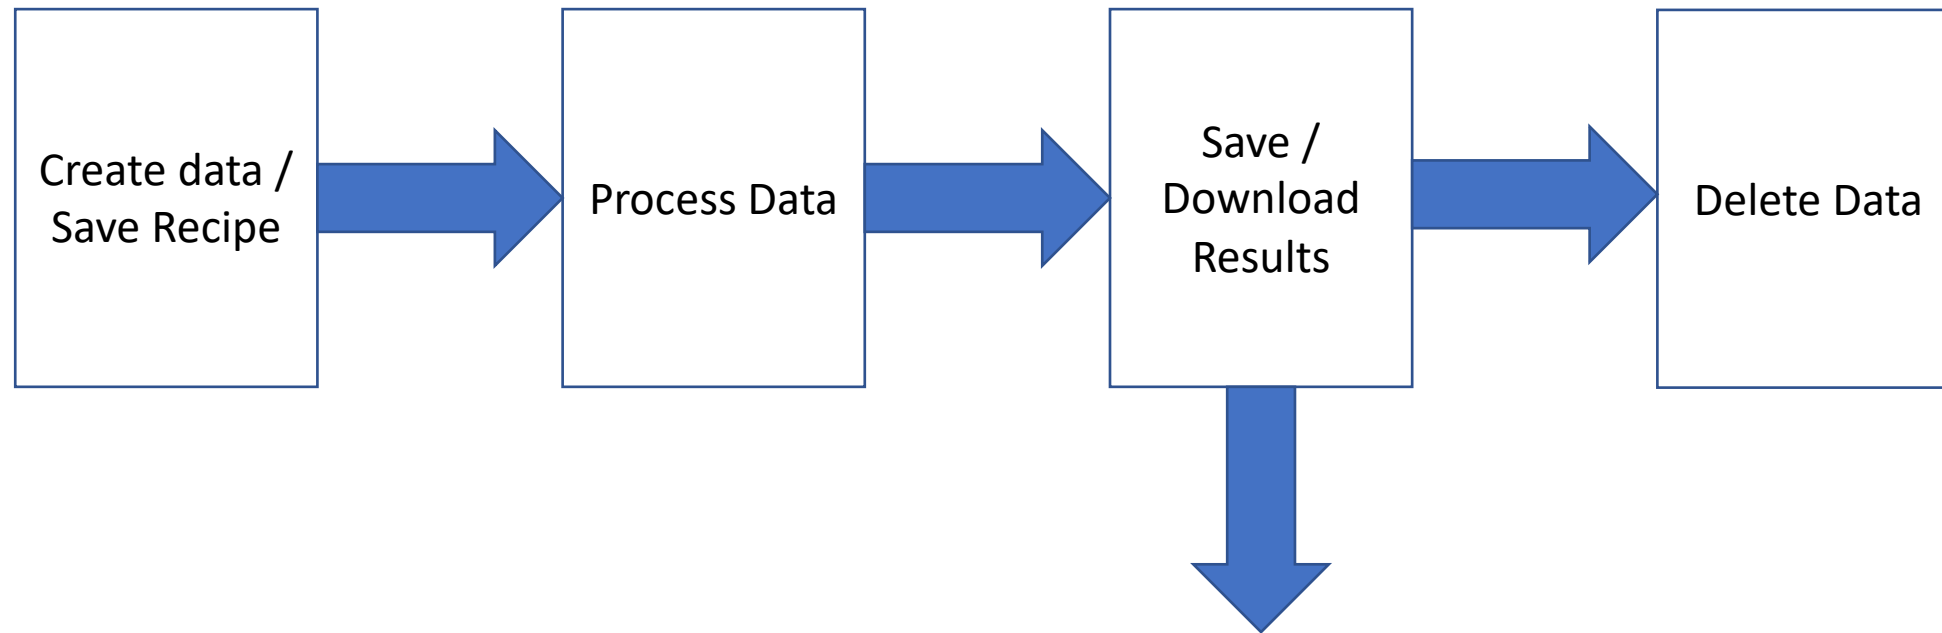 Create data /
Save Recipe
Process Data
Save /
Download
Results
Delete Data